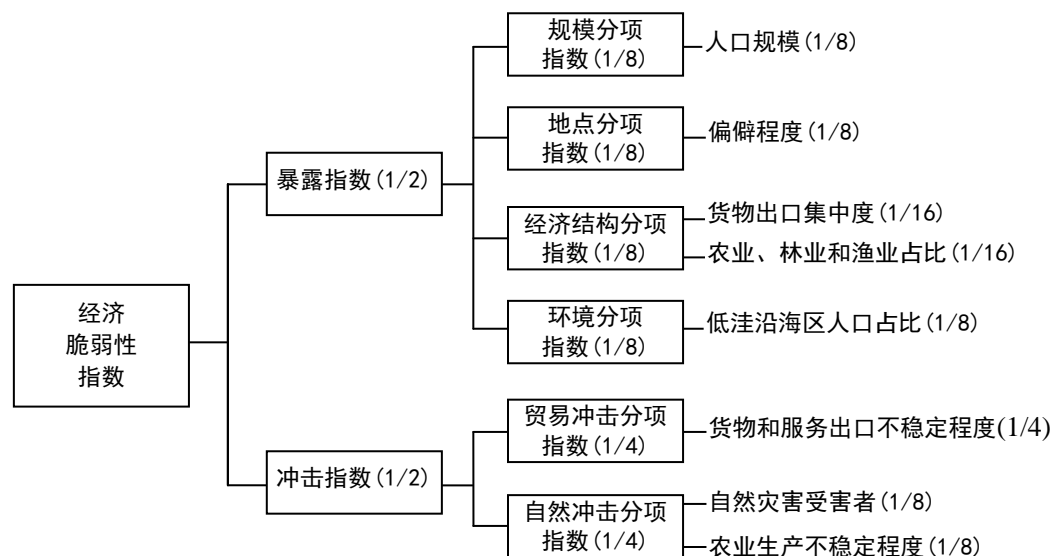 规模分项
指数(1/8)
人口规模(1/8)
地点分项
指数(1/8)
偏僻程度(1/8)
暴露指数(1/2)
经济结构分项
指数(1/8)
货物出口集中度(1/16)
农业、林业和渔业占比(1/16)
环境分项
指数(1/8)
低洼沿海区人口占比(1/8)
经济
脆弱性
指数
贸易冲击分项
指数(1/4)
货物和服务出口不稳定程度(1/4)
冲击指数(1/2)
自然冲击分项
指数(1/4)
自然灾害受害者(1/8)
农业生产不稳定程度(1/8)